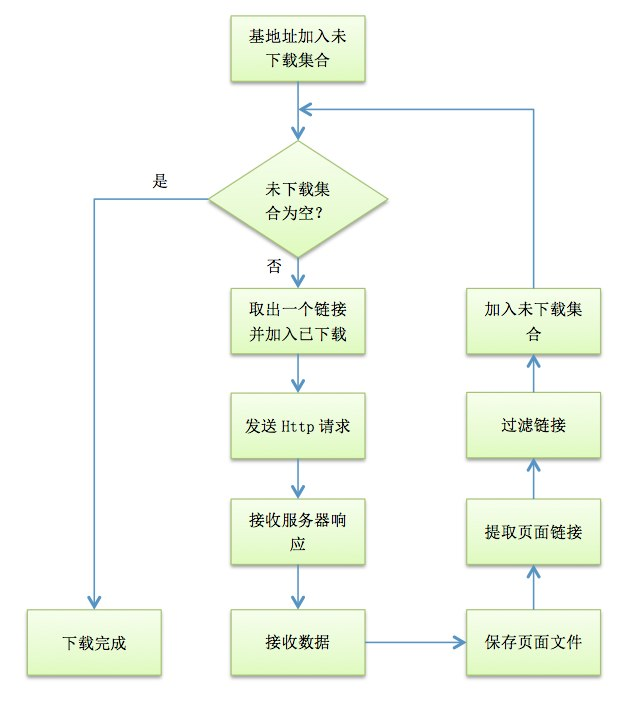 基地址加入未
下载集合
是
未下载集
合为空？
否
取出一个链接
并加入已下载
加入未下载集
合
发送 Http 请求
过滤链接
接收服务器响
应
提取页面链接
下载完成
接收数据
保存页面文件